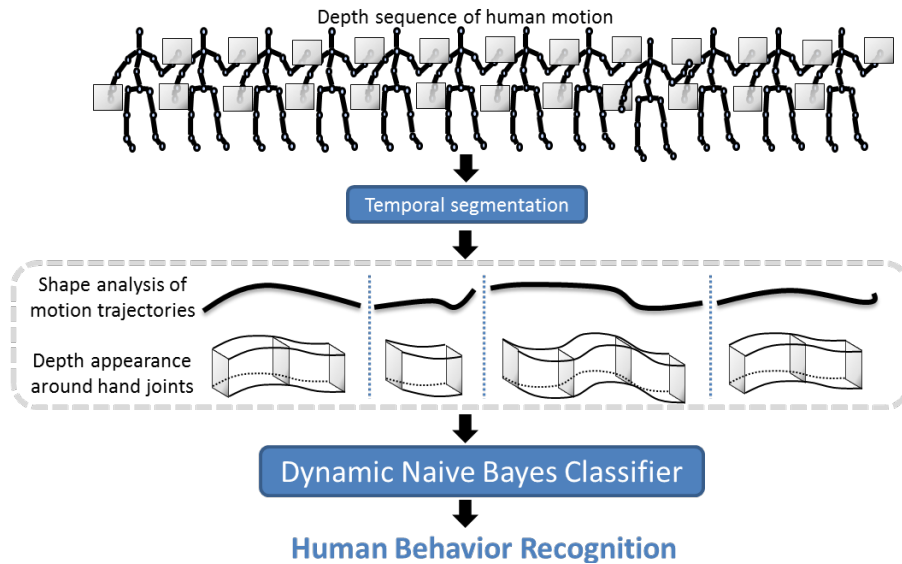 Depth sequence of human motion
Temporal segmentation
Shape analysis of
motion trajectories
Depth appearance
around hand joints
Dynamic Naive Bayes Classifier
Human Behavior Recognition